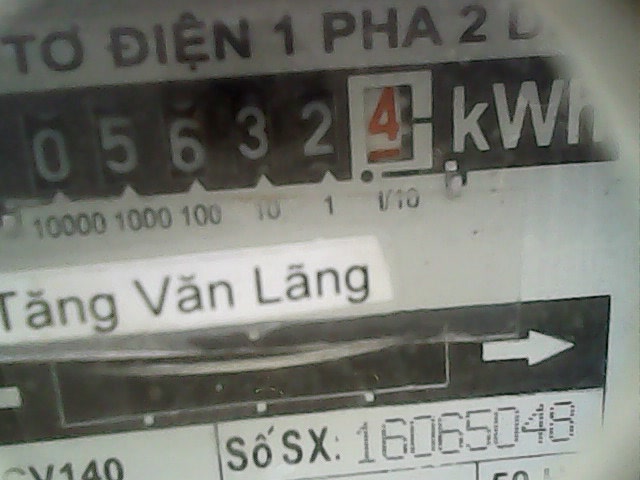 TƠ ĐIỆN 1 PHA 2 D
0 5 6 3 2 4 kWh
10000 1000 100 10 1 1/10
Tăng Văn Lãng
CV140 Số SX: 16065048